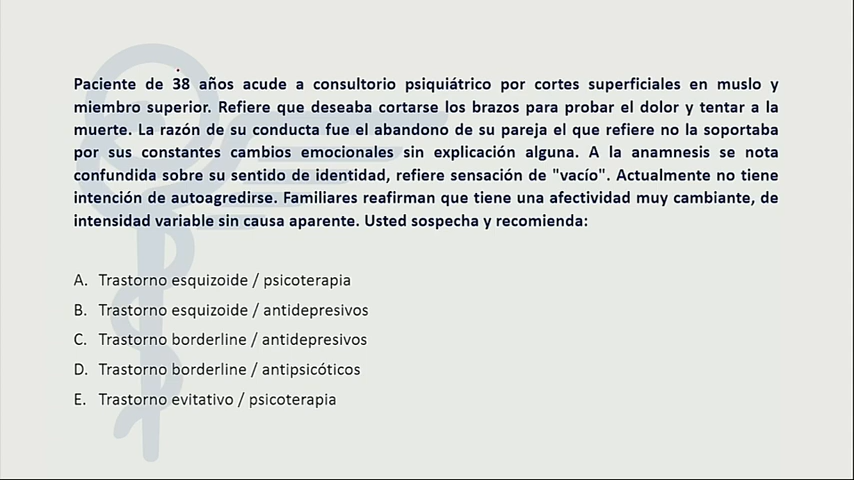 Paciente de 38 años acude a consultorio psiquiátrico por cortes superficiales en muslo y
miembro superior. Refiere que deseaba cortarse los brazos para probar el dolor y tentar a la
muerte. La razón de su conducta fue el abandono de su pareja el que refiere no la soportaba
por sus constantes cambios emocionales sin explicación alguna. A la anamnesis se nota
confundida sobre su sentido de identidad, refiere sensación de "vacío". Actualmente no tiene
intención de autoagredirse. Familiares reafirman que tiene una afectividad muy cambiante, de
intensidad variable sin causa aparente. Usted sospecha y recomienda:
A. Trastorno esquizoide / psicoterapia
B. Trastorno esquizoide / antidepresivos
C. Trastorno borderline / antidepresivos
D. Trastorno borderline / antipsicóticos
E. Trastorno evitativo / psicoterapia